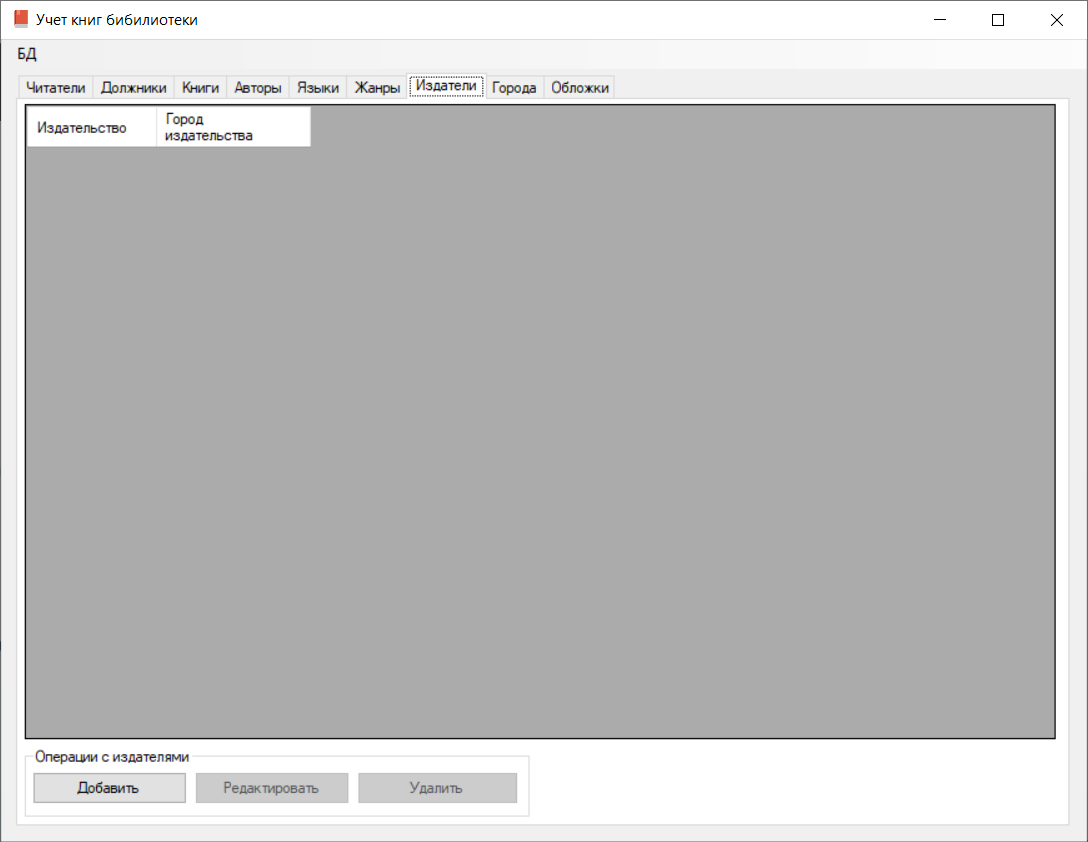 Учет книг бибилиотеки
БД
Читатели Должники Книги Авторы Языки Жанры Издатели Города Обложки
Издательство
Город
издательства
Операции с издателями
Добавить Редактировать Удалить